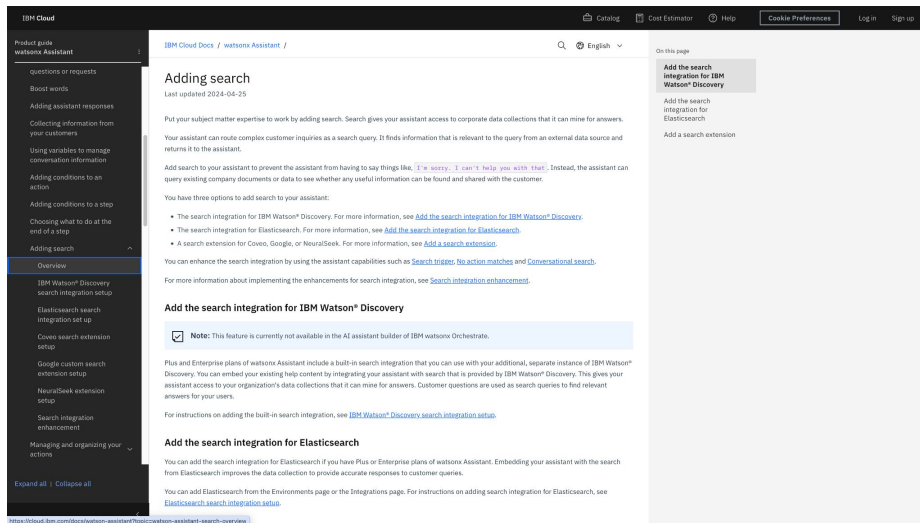 IBM Cloud
Catalog
Cost Estimator
Help
Cookie Preferences
Log in
Sign up
Product guide
watsonx Assistant
questions or requests
Boost words
Adding assistant responses
Collecting information from
your customers
Using variables to manage
conversation information
Adding conditions to an
action
Adding conditions to a step
Choosing what to do at the
end of a step
Adding search
Overview
IBM Watson® Discovery
search integration setup
Elasticsearch search
integration set up
Coveo search extension
setup
Google custom search
extension setup
NeuralSeek extension
setup
Search integration
enhancement
Managing and organizing your
actions
Expand all | Collapse all
https://cloud.ibm.com/docs/watson-assistant?topic=watson-assistant-search-overview
IBM Cloud Docs / watsonx Assistant /
English
Adding search
Last updated 2024-04-25
Put your subject matter expertise to work by adding search. Search gives your assistant access to corporate data collections that it can mine for answers.
Your assistant can route complex customer inquiries as a search query. It finds information that is relevant to the query from an external data source and
returns it to the assistant.
Add search to your assistant to prevent the assistant from having to say things like, I'm sorry. I can't help you with that. Instead, the assistant can
query existing company documents or data to see whether any useful information can be found and shared with the customer.
You have three options to add search to your assistant:
• The search integration for IBM Watson® Discovery. For more information, see Add the search integration for IBM Watson® Discovery.
• The search integration for Elasticsearch. For more information, see Add the search integration for Elasticsearch.
• A search extension for Coveo, Google, or NeuralSeek. For more information, see Add a search extension.
You can enhance the search integration by using the assistant capabilities such as Search trigger, No action matches and Conversational search.
For more information about implementing the enhancements for search integration, see Search integration enhancement.
Add the search integration for IBM Watson® Discovery
Note: This feature is currently not available in the AI assistant builder of IBM watsonx Orchestrate.
Plus and Enterprise plans of watsonx Assistant include a built-in search integration that you can use with your additional, separate instance of IBM Watson®
Discovery. You can embed your existing help content by integrating your assistant with search that is provided by IBM Watson® Discovery. This gives your
assistant access to your organization's data collections that it can mine for answers. Customer questions are used as search queries to find relevant
answers for your users.
For instructions on adding the built-in search integration, see IBM Watson® Discovery search integration setup.
Add the search integration for Elasticsearch
You can add the search integration for Elasticsearch if you have Plus or Enterprise plans of watsonx Assistant. Embedding your assistant with the search
from Elasticsearch improves the data collection to provide accurate responses to customer queries.
You can add Elasticsearch from the Environments page or the Integrations page. For instructions on adding search integration for Elasticsearch, see
Elasticsearch search integration setup.
On this page
Add the search
integration for IBM
Watson® Discovery
Add the search
integration for
Elasticsearch
Add a search extension